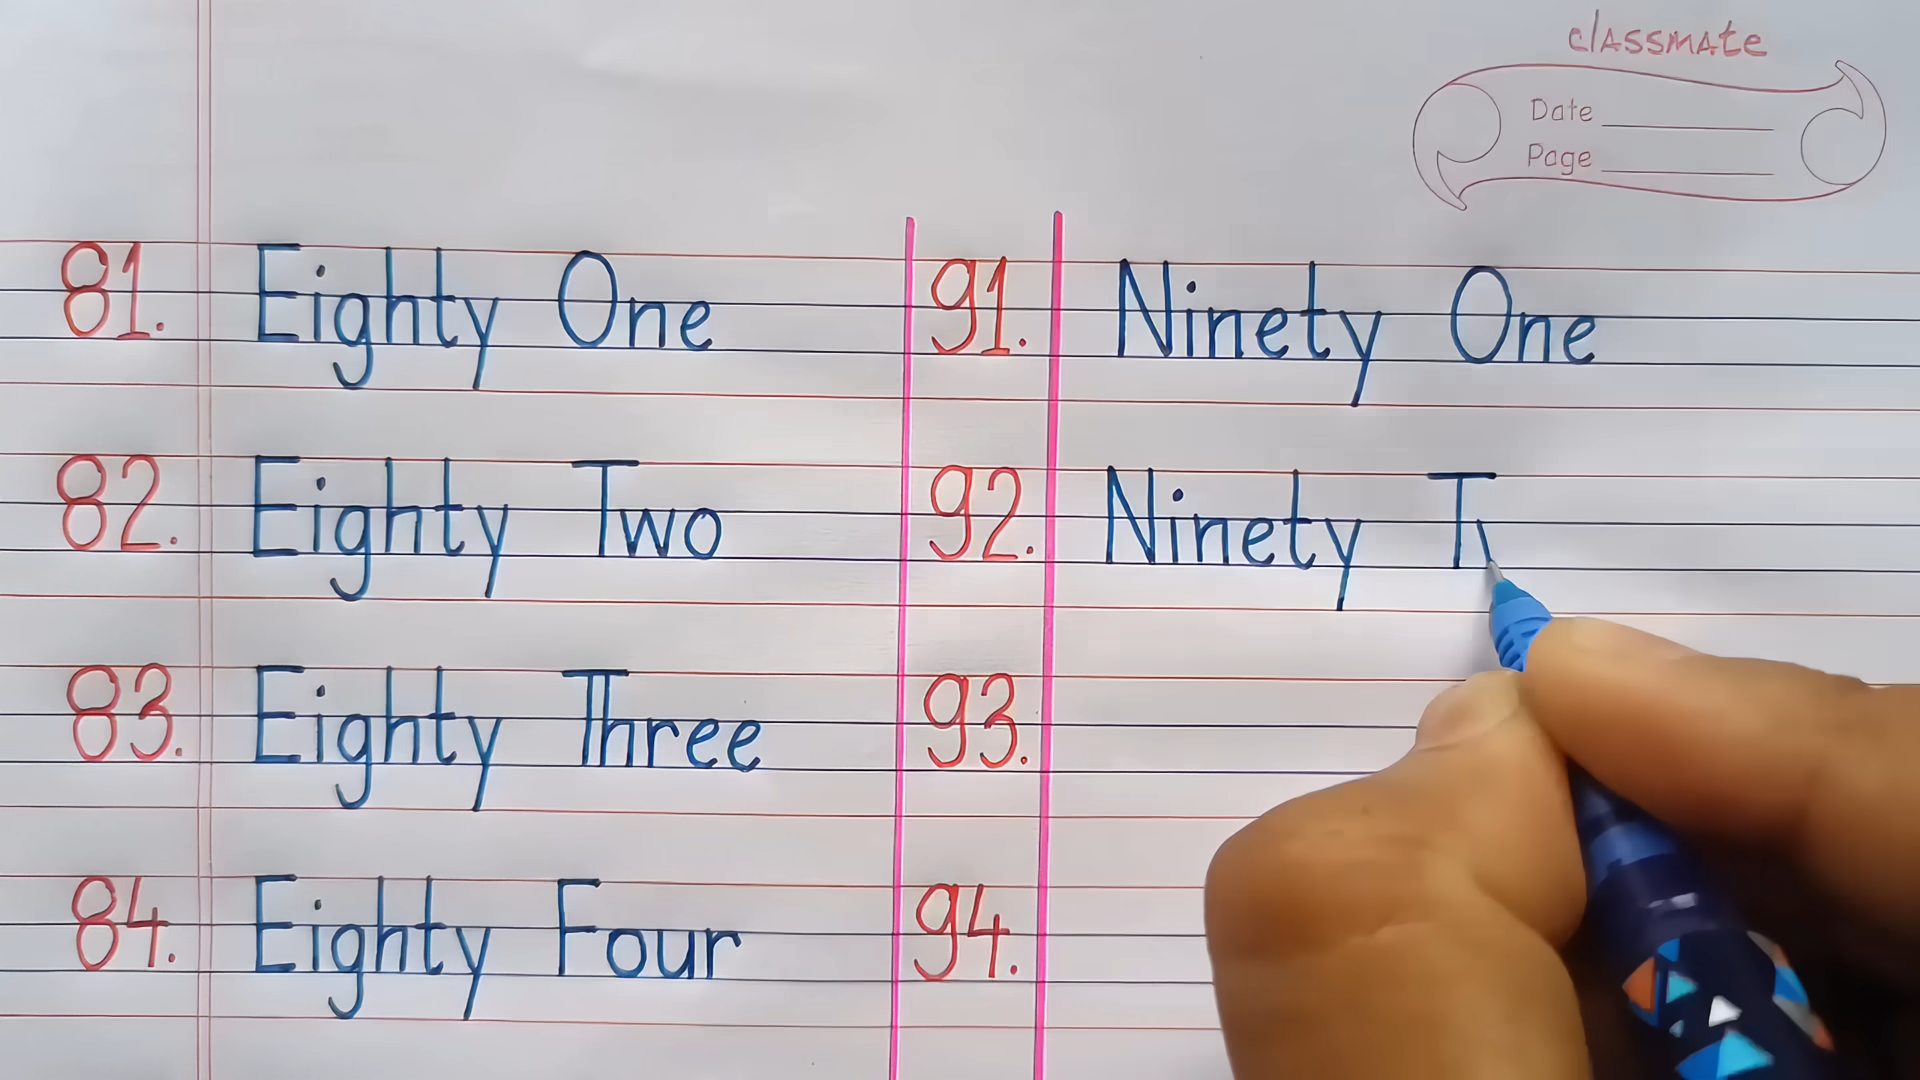 classmate
Date
Page
81. Eighty One
82. Eighty Two
83. Eighty Three
84. Eighty Four
91. Ninety One
92. Ninety T
93.
94.